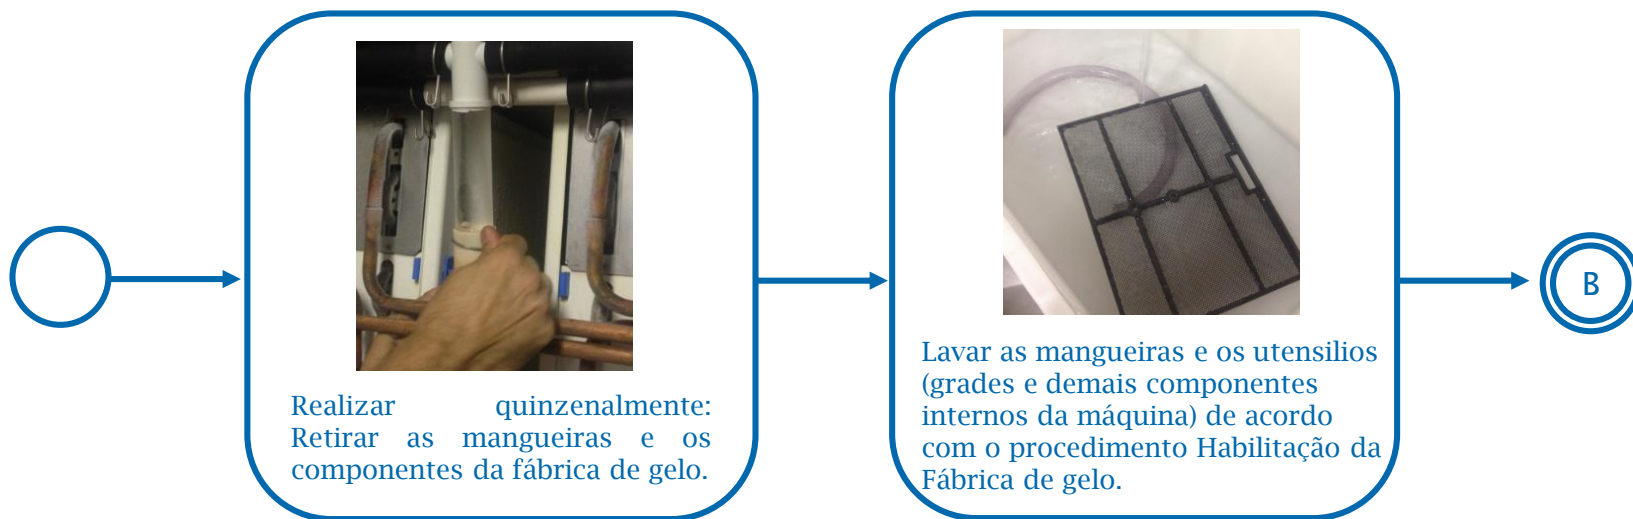 Realizar quinzenalmente:
Retirar as mangueiras e os
componentes da fábrica de gelo.
Lavar as mangueiras e os utensilios
(grades e demais componentes
internos da máquina) de acordo
com o procedimento Habilitação da
Fábrica de gelo.
B